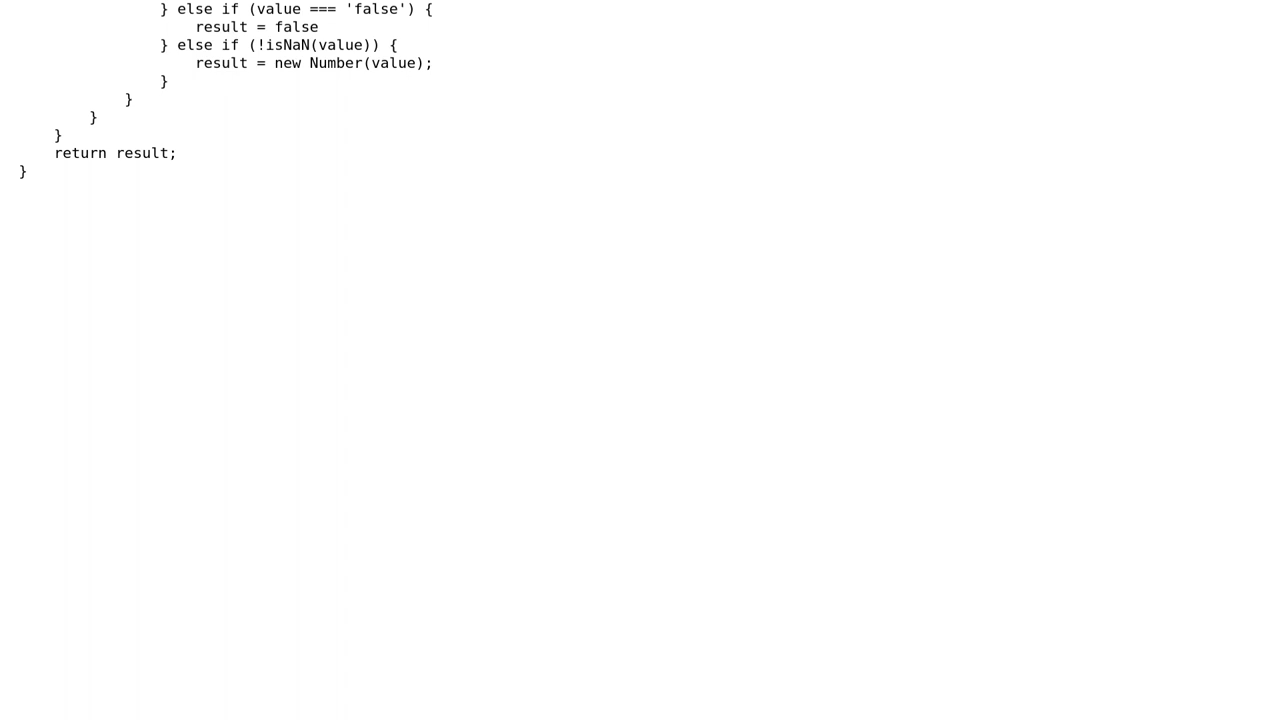 } else if (value === 'false') {
                    result = false
                } else if (!isNaN(value)) {
                    result = new Number(value);
                }
            }
        }
    }
    return result;
}